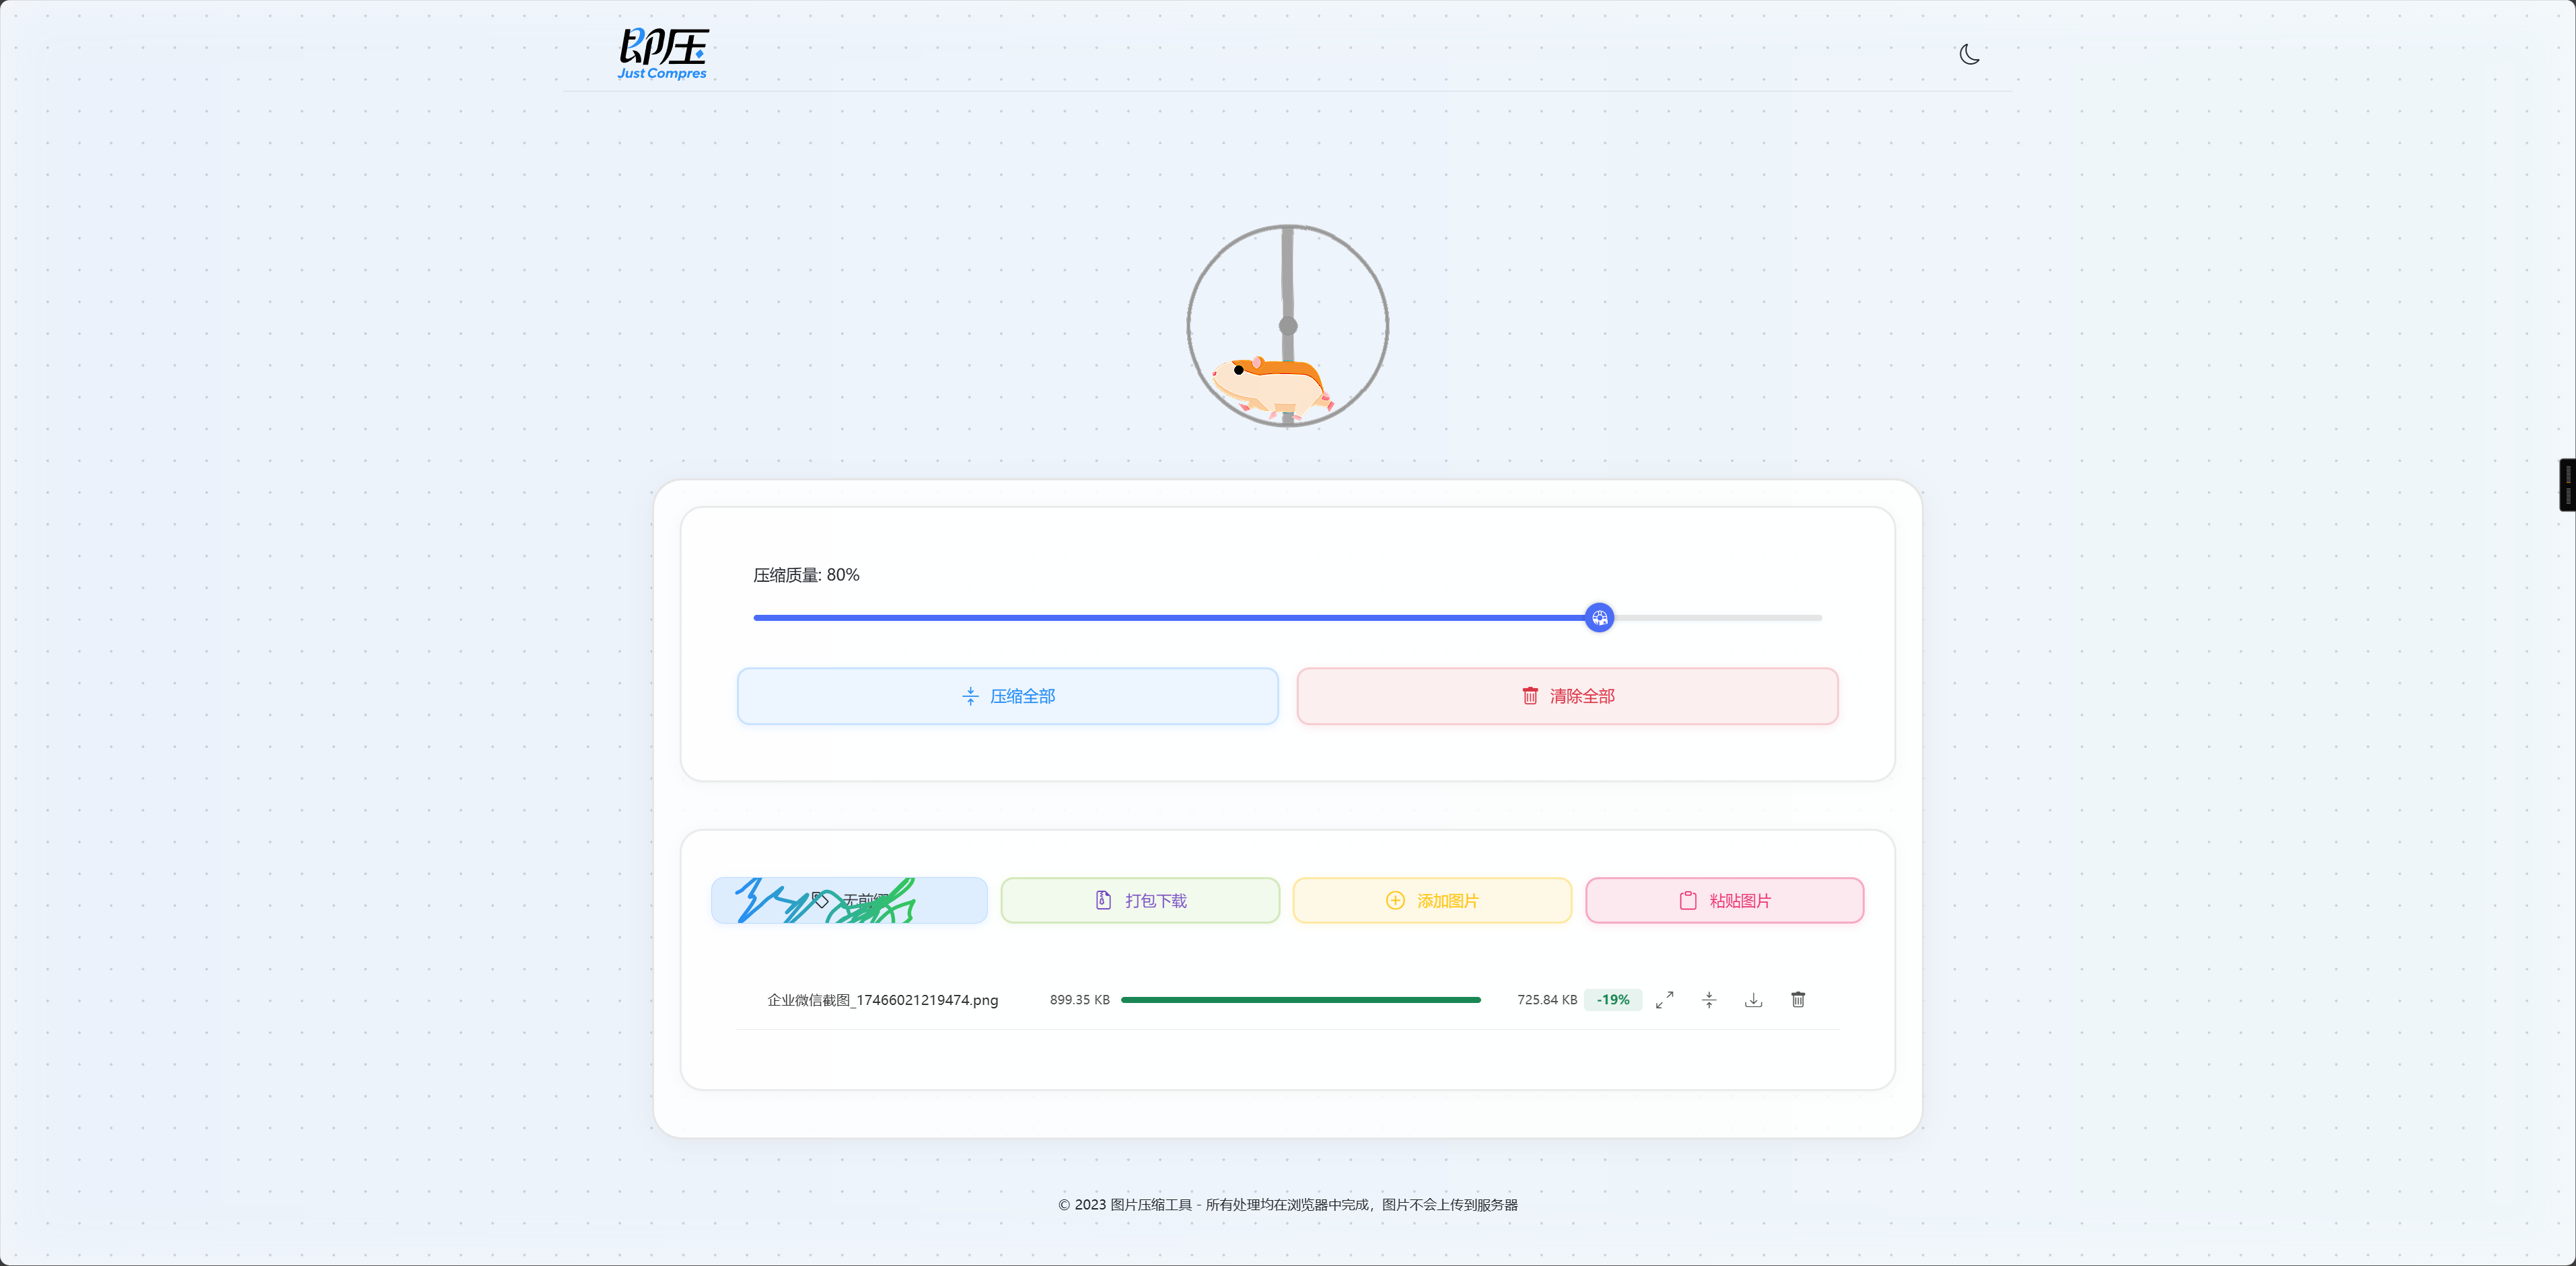 即压
Just Compres
压缩质量: 80%
压缩全部
清除全部
无前缀
打包下载
添加图片
粘贴图片
企业微信截图_17466021219474.png 899.35 KB 725.84 KB -19%
© 2023 图片压缩工具 - 所有处理均在浏览器中完成，图片不会上传到服务器